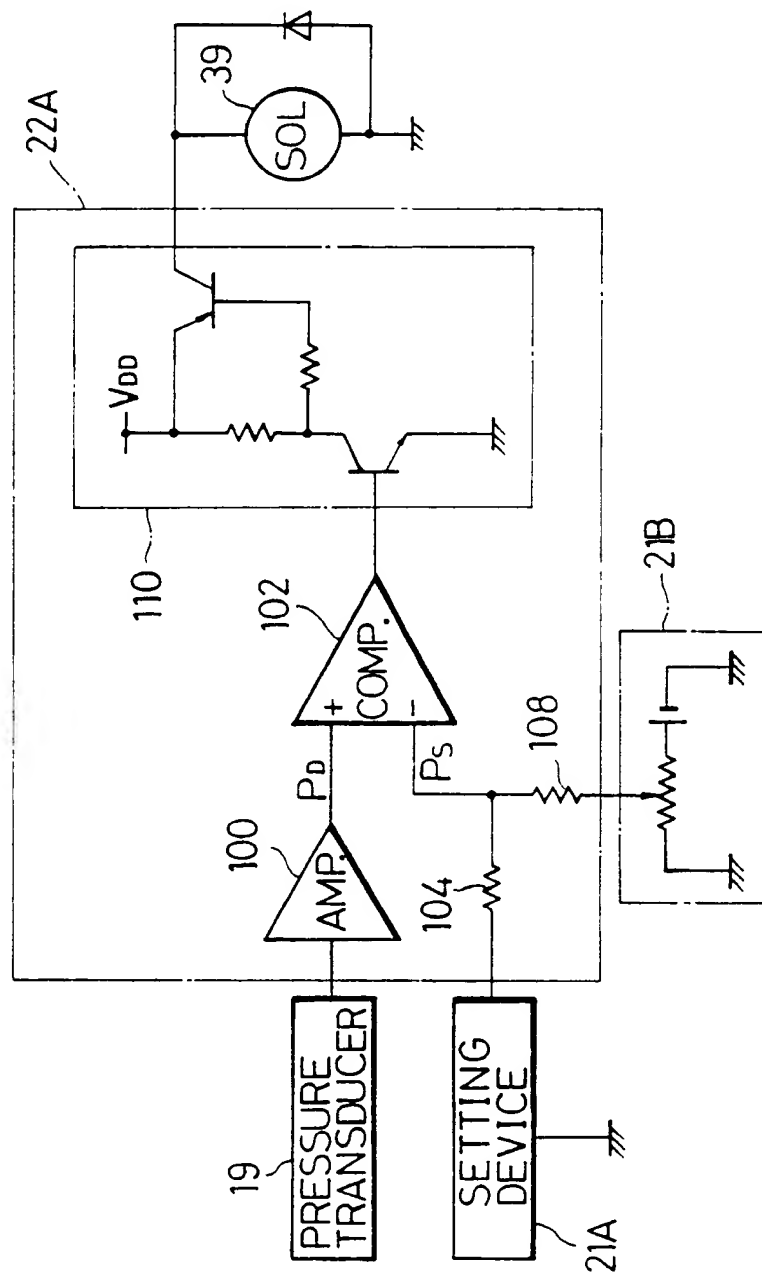 22A
39
SOL
VDD
110
102
COMP.
+
−
PD
PS
100
AMP.
104
108
21B
19
PRESSURE
TRANSDUCER
SETTING
DEVICE
21A